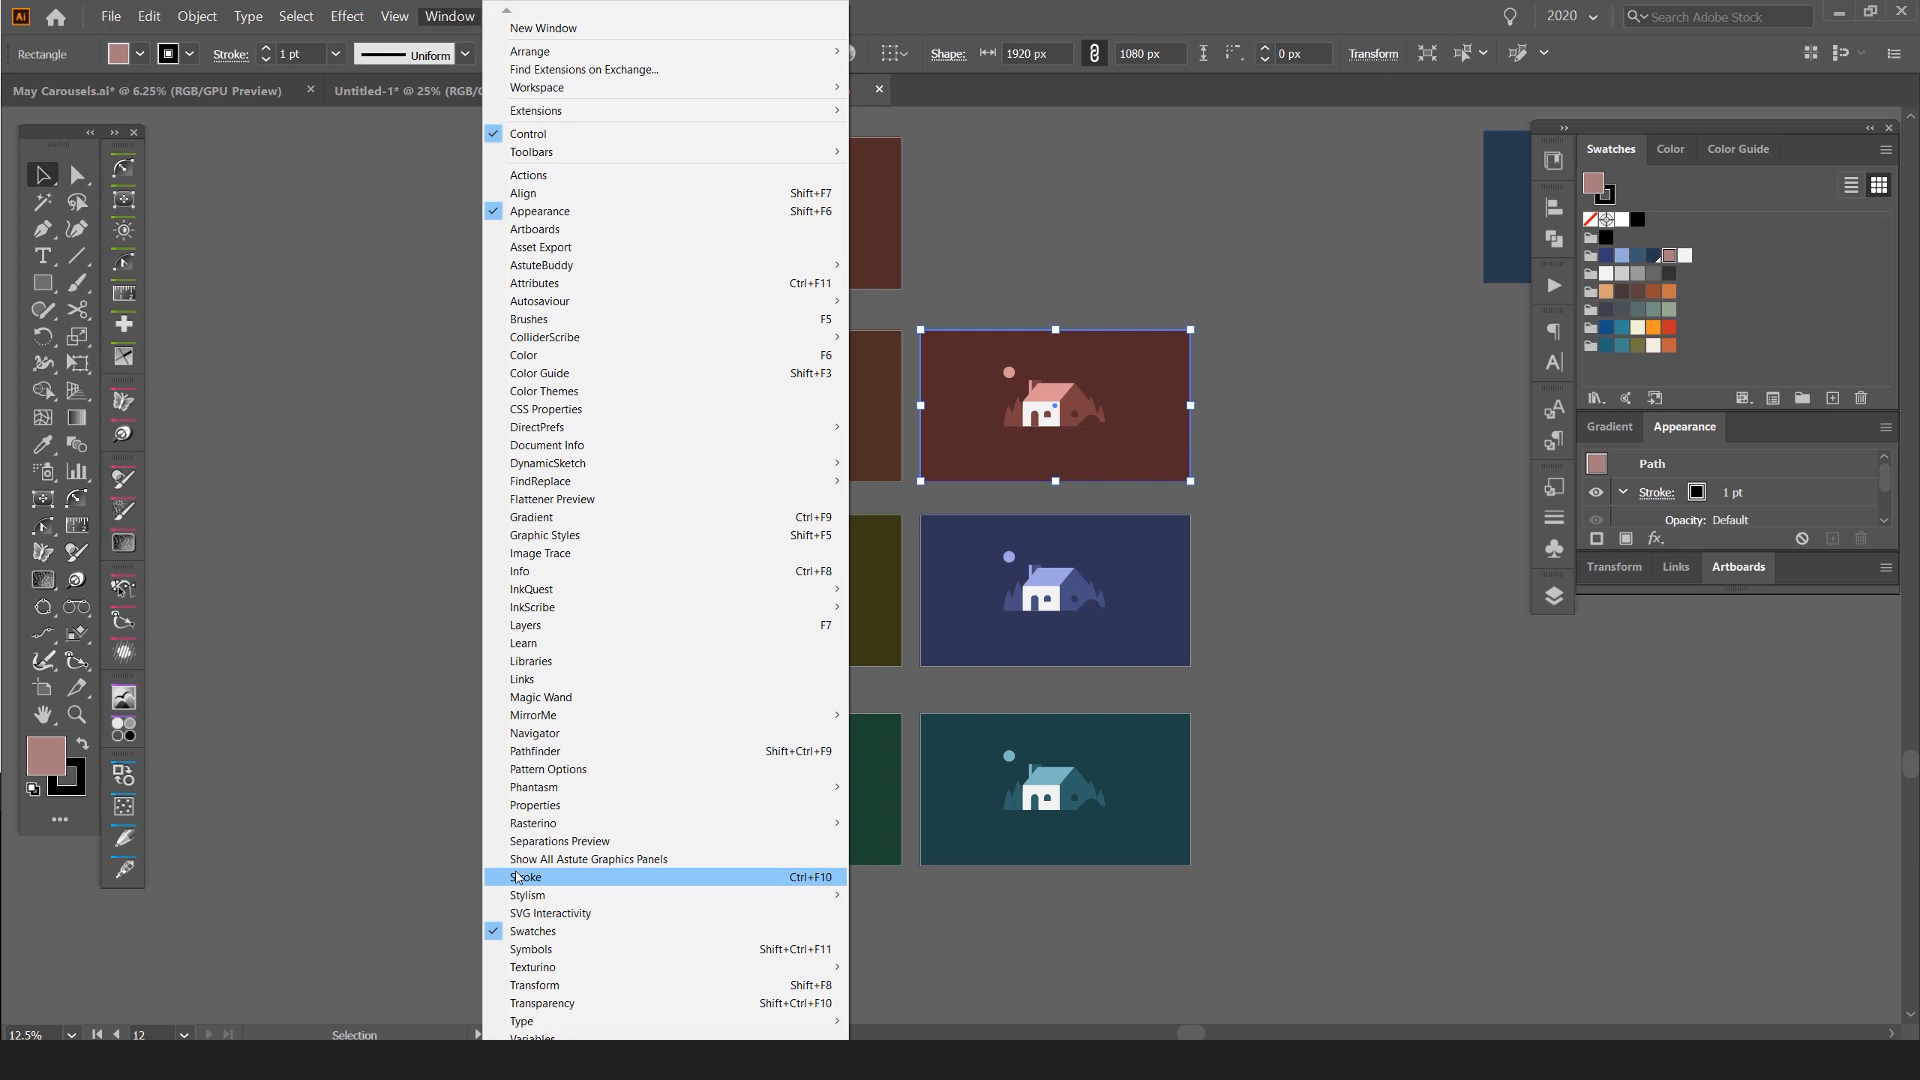 Ai
File Edit Object Type Select Effect View Window
2020
Search Adobe Stock
Rectangle
Stroke:
1 pt
Uniform
Shape:
1920 px
1080 px
0 px
Transform
May Carousels.ai* @ 6.25% (RGB/GPU Preview)
Untitled-1* @ 25% (RGB/G
New Window
Arrange
Find Extensions on Exchange...
Workspace
Extensions
Control
Toolbars
Actions
Align Shift+F7
Appearance Shift+F6
Artboards
Asset Export
AstuteBuddy
Attributes Ctrl+F11
Autosaviour
Brushes F5
ColliderScribe
Color F6
Color Guide Shift+F3
Color Themes
CSS Properties
DirectPrefs
Document Info
DynamicSketch
FindReplace
Flattener Preview
Gradient Ctrl+F9
Graphic Styles Shift+F5
Image Trace
Info Ctrl+F8
InkQuest
InkScribe
Layers F7
Learn
Libraries
Links
Magic Wand
MirrorMe
Navigator
Pathfinder Shift+Ctrl+F9
Pattern Options
Phantasm
Properties
Rasterino
Separations Preview
Show All Astute Graphics Panels
Stroke Ctrl+F10
Stylism
SVG Interactivity
Swatches
Symbols Shift+Ctrl+F11
Texturino
Transform Shift+F8
Transparency Shift+Ctrl+F10
Type
Variables
Swatches Color Color Guide
Gradient Appearance
Path
Stroke: 1 pt
Opacity: Default
Transform Links Artboards
12.5%
12
Selection